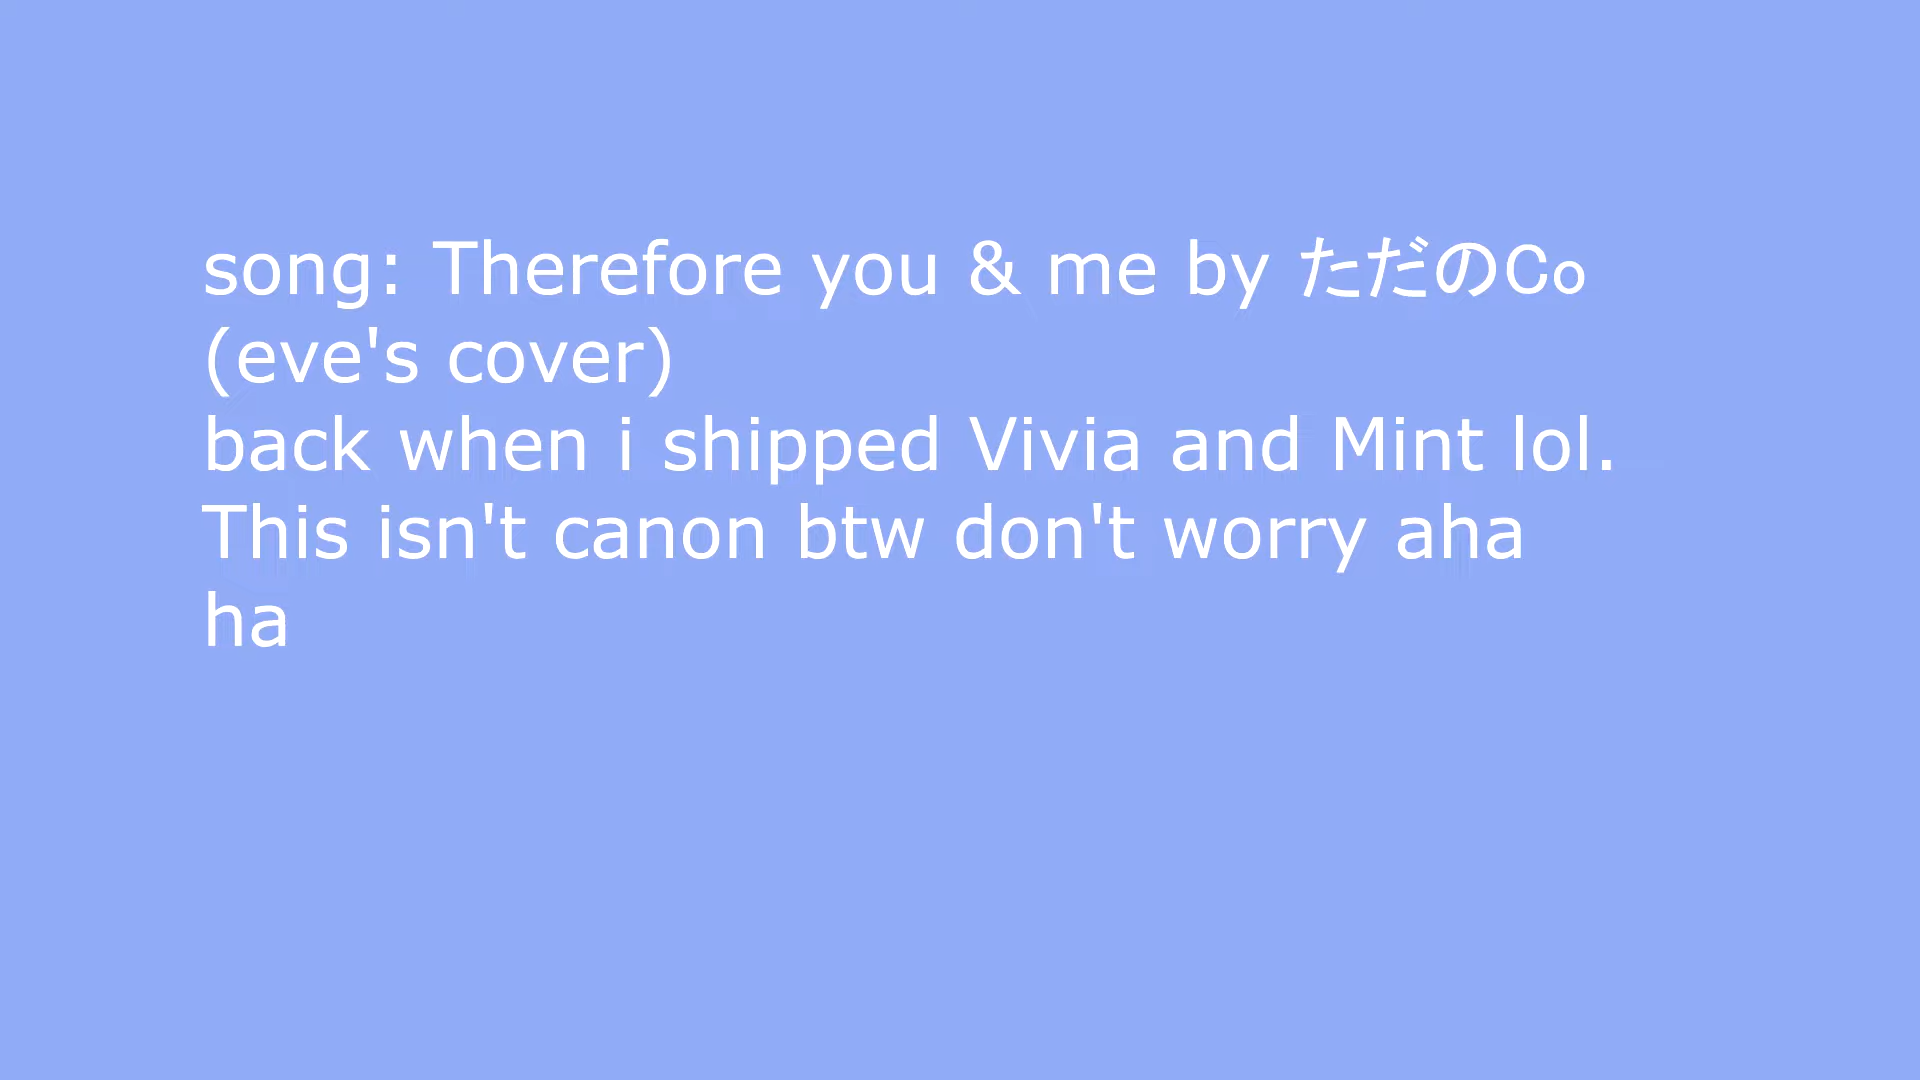 song: Therefore you & me by ただのCo
(eve's cover)
back when i shipped Vivia and Mint lol.
This isn't canon btw don't worry aha
ha